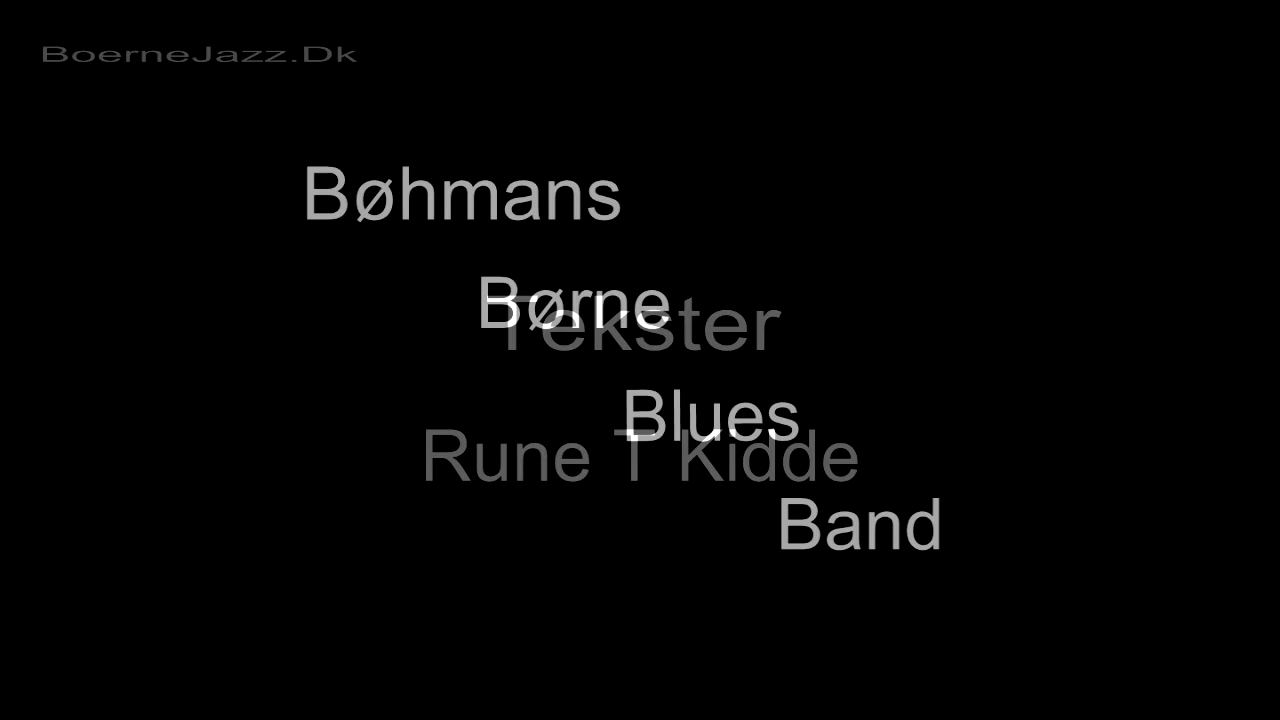 BoerneJazz.Dk
Bøhmans
Børne
Tekster
Blues
Rune T Kidde
Band